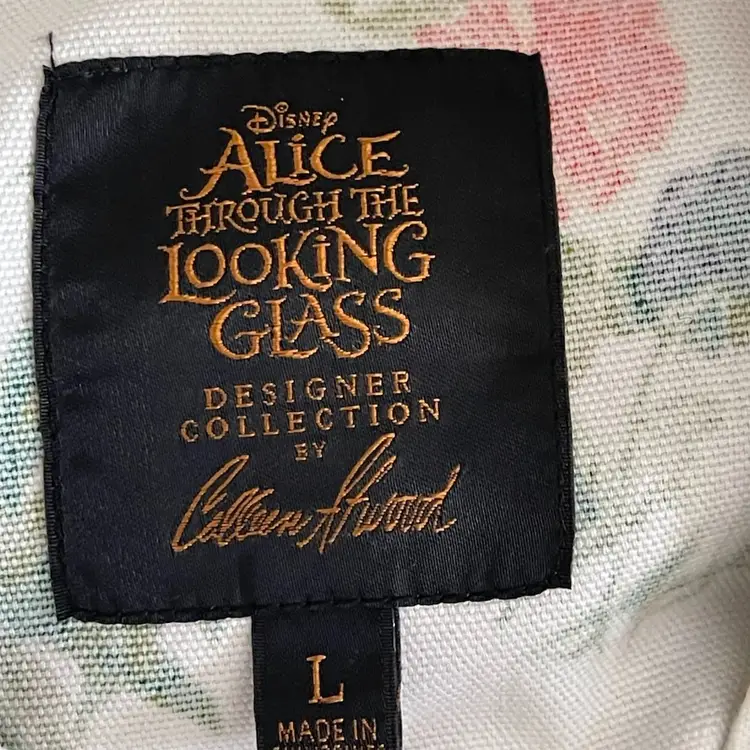 Disney
ALiCE
THROUGH THE
LOOKiNG
GLASS
DESIGNER
COLLECTION
BY
Colleen Atwood
L
MADE IN